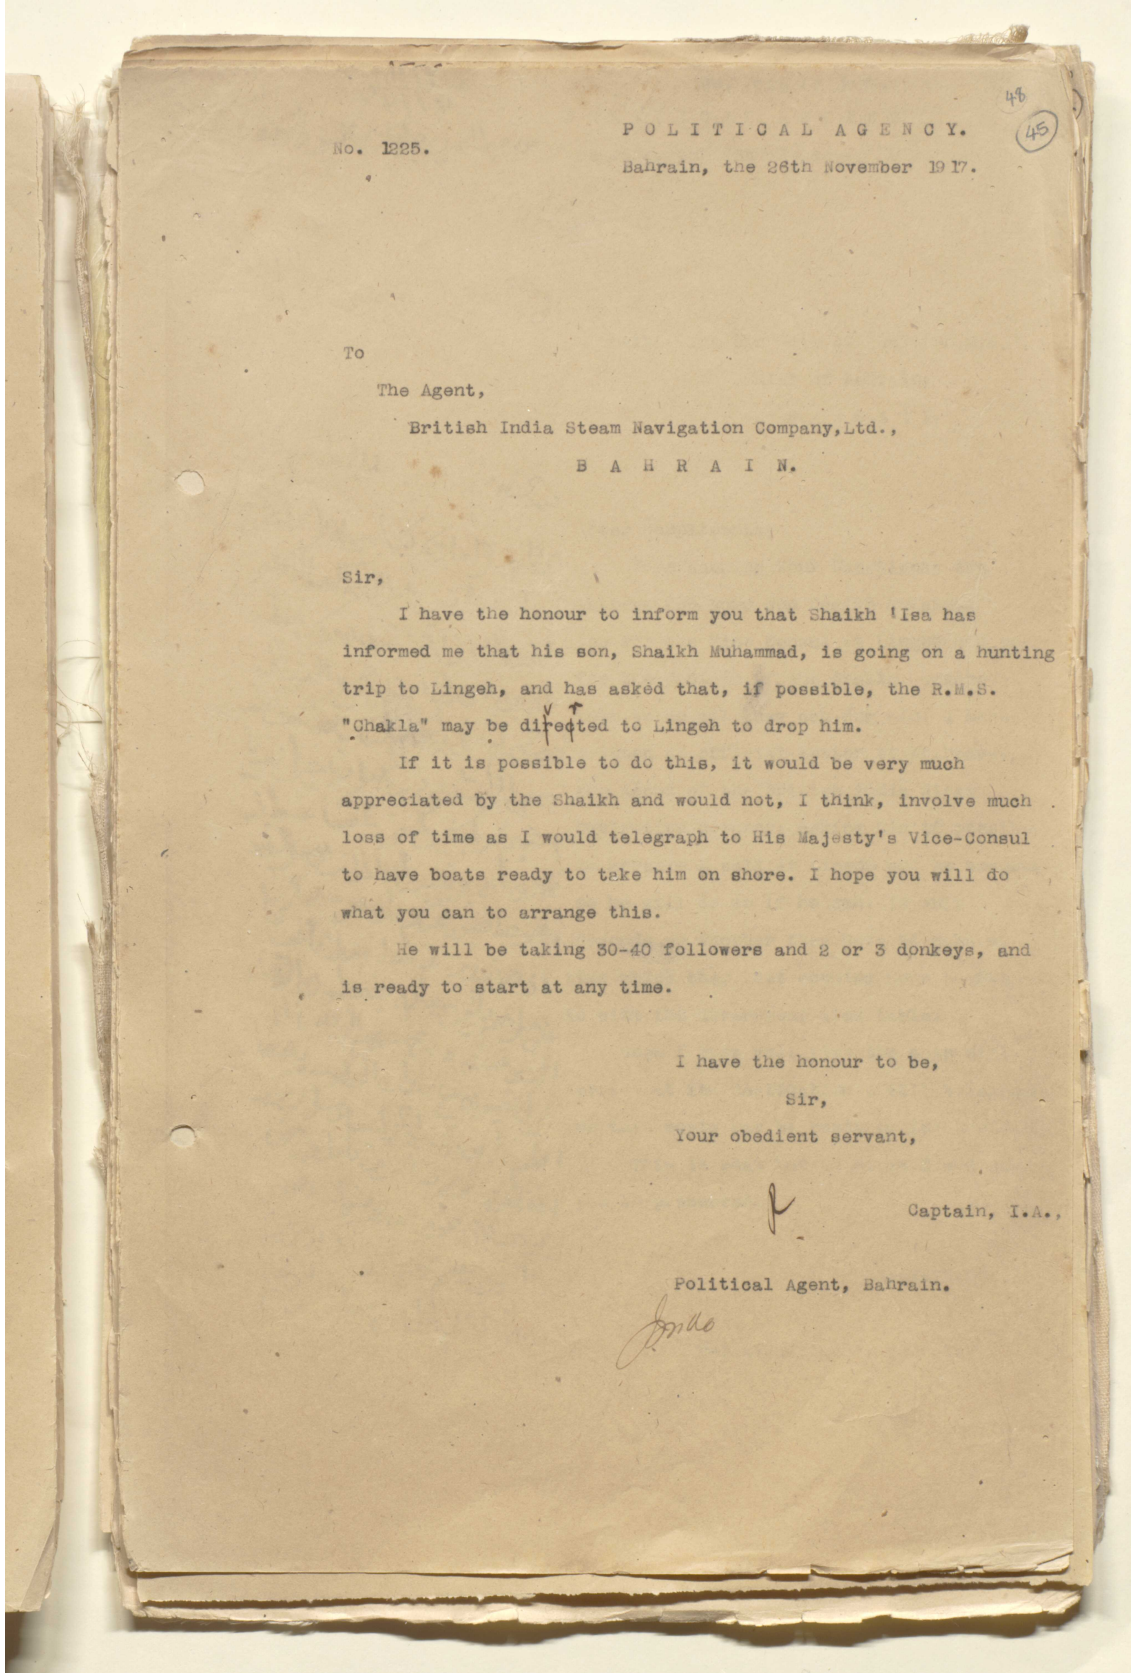 48
45
POLITICAL AGENCY.
No. 1225.
Bahrain, the 26th November 1917.
To
The Agent,
British India Steam Navigation Company,Ltd.,
BAHRAIN.
Sir,
I have the honour to inform you that Shaikh 'Isa has
informed me that his son, Shaikh Muhammad, is going on a hunting
trip to Lingeh, and has asked that, if possible, the R.M.S.
"Chakla" may be diverted to Lingeh to drop him.
If it is possible to do this, it would be very much
appreciated by the Shaikh and would not, I think, involve much
loss of time as I would telegraph to His Majesty's Vice-Consul
to have boats ready to take him on shore. I hope you will do
what you can to arrange this.
He will be taking 30-40 followers and 2 or 3 donkeys, and
is ready to start at any time.
I have the honour to be,
Sir,
Your obedient servant,
Captain, I.A.,
Political Agent, Bahrain.